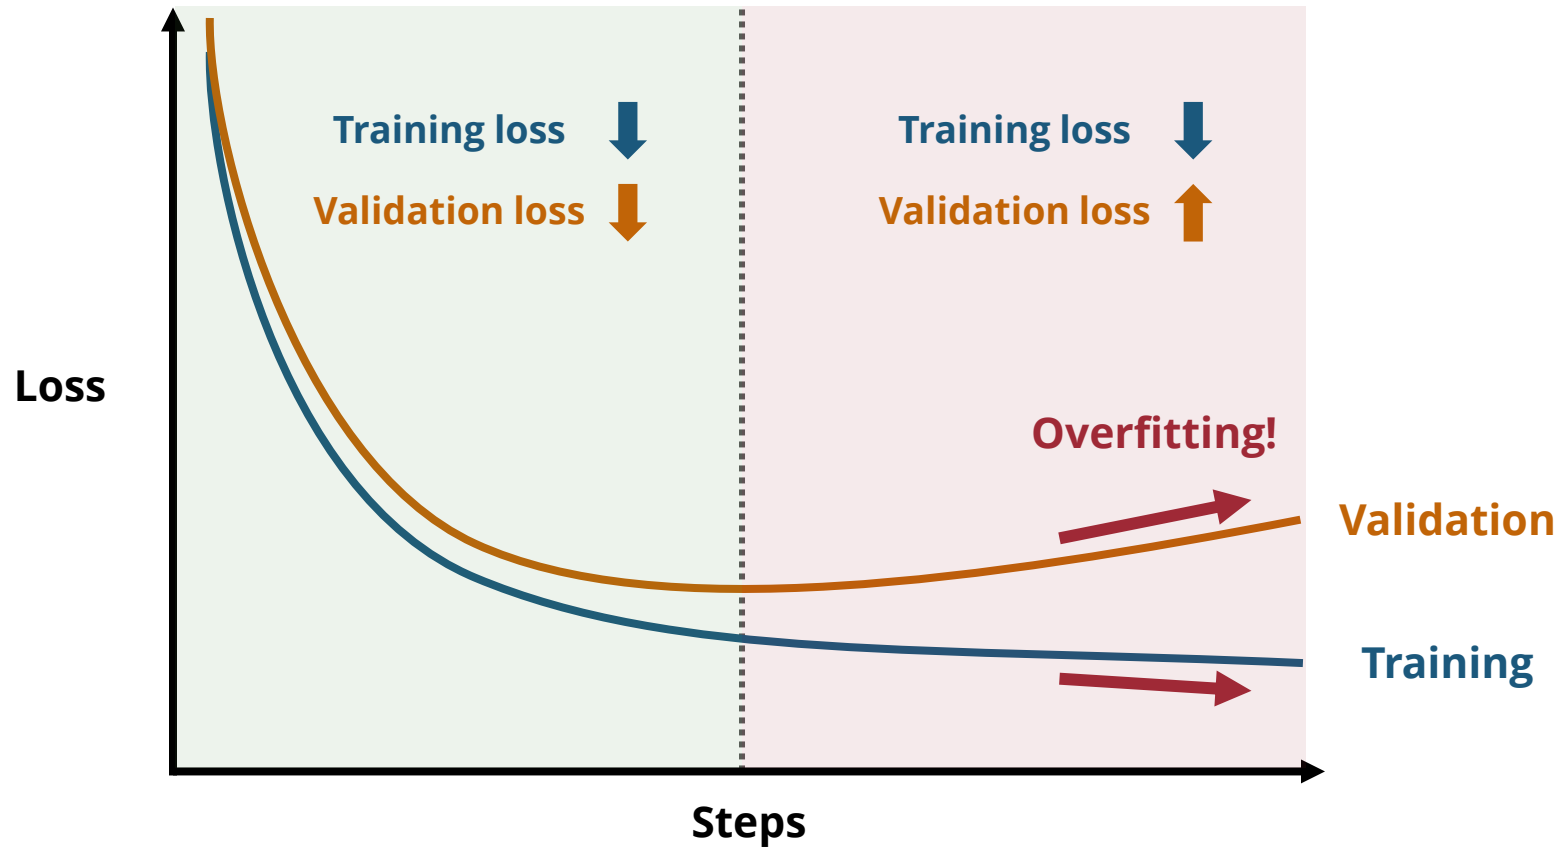 Training loss
Validation loss
Training loss
Validation loss
Loss
Overfitting!
Validation
Training
Steps